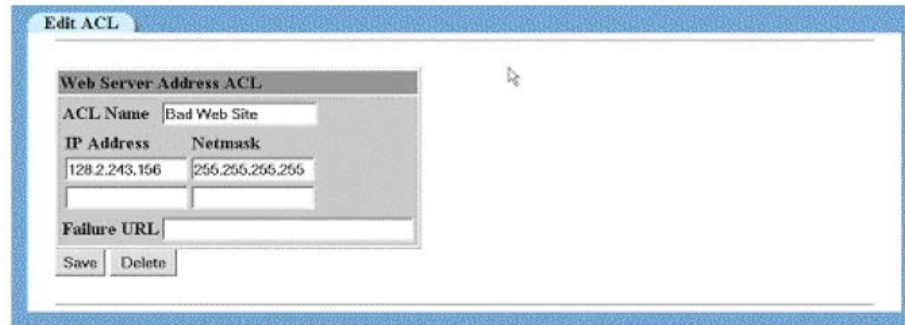 Edit ACL
Web Server Address ACL
ACL Name Bad Web Site
IP Address Netmask
128.2.243.156 255.255.255.255
Failure URL
Save Delete